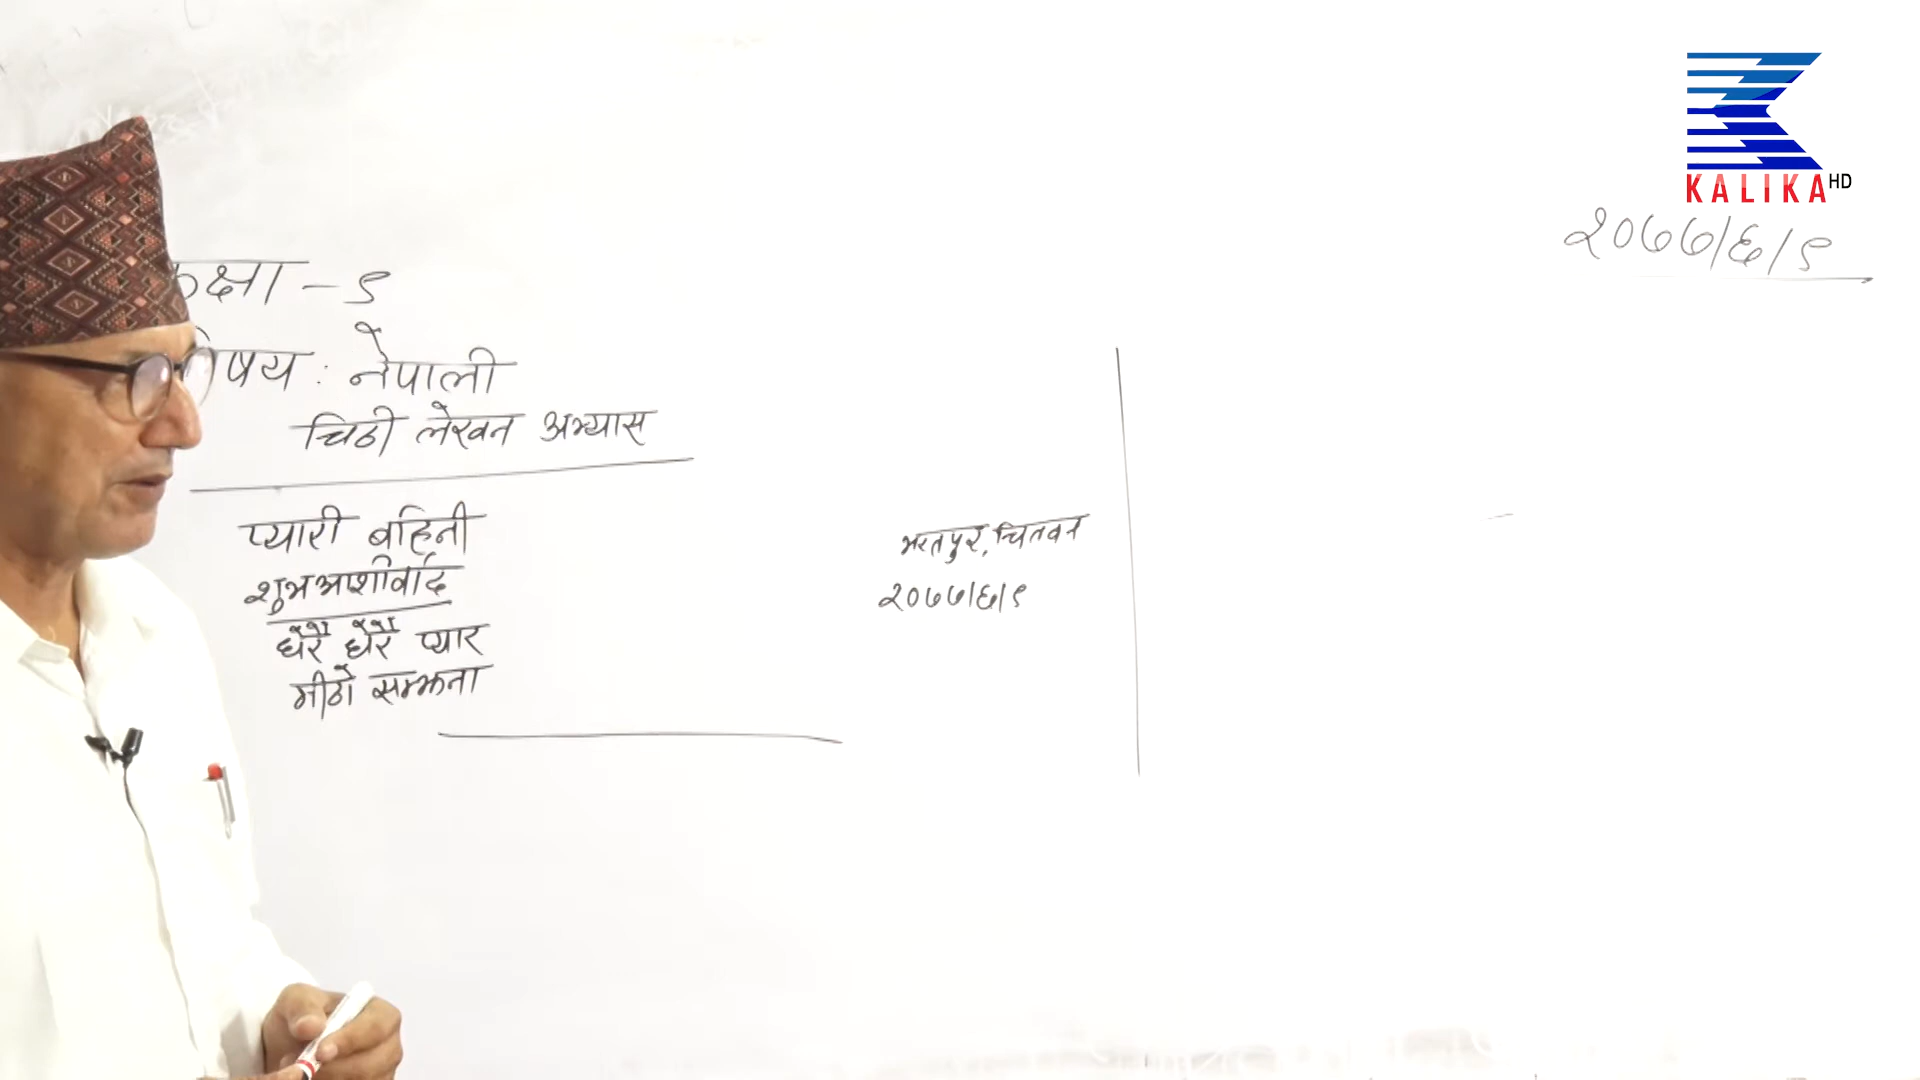 KALIKA HD
२०७७/६/९
कक्षा - ९
विषय : नेपाली
चिठी लेखन अभ्यास
प्यारी बहिनी
शुभआशीर्वाद
धेरै धेरै प्यार
मीठो सम्झना
भरतपुर, चितवन
२०७७/६/९